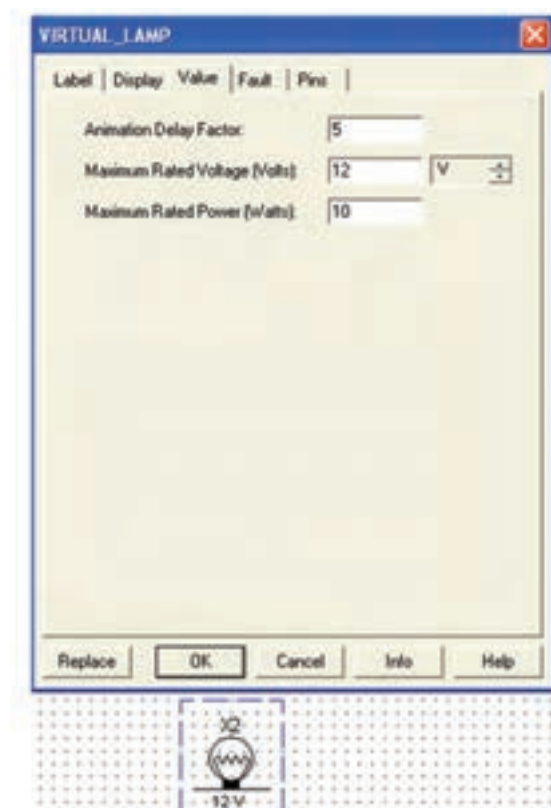 VIRTUAL_LAMP
Label Display Value Fault Pins
Animation Delay Factor: 5
Maximum Rated Voltage (Volts): 12 V
Maximum Rated Power (Watts): 10
Replace OK Cancel Info Help
X2
12 V